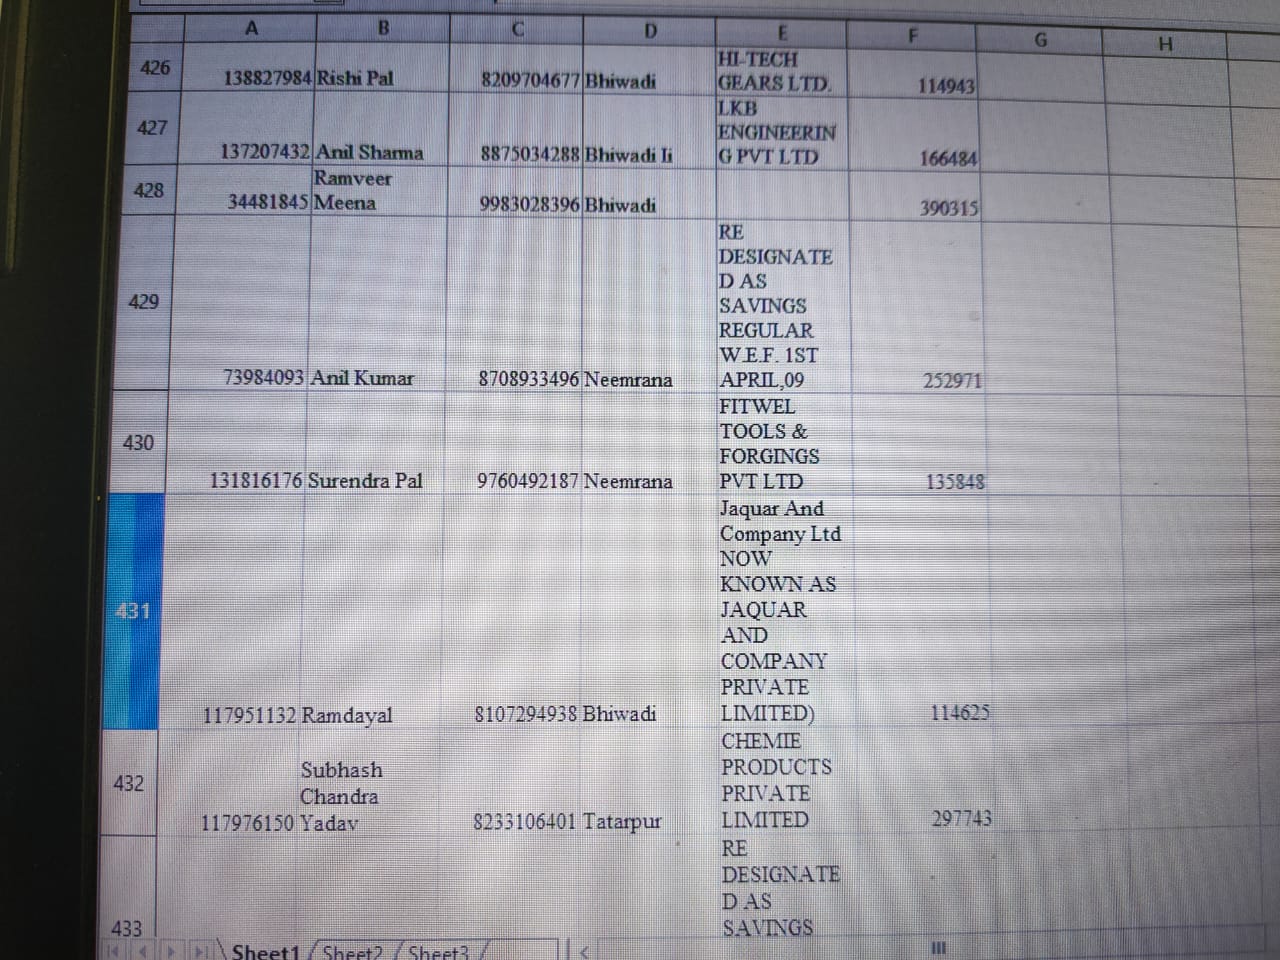 A B C D E F G H
426 138827984 Rishi Pal 8209704677 Bhiwadi HI-TECH
GEARS LTD. 114943
427 137207432 Anil Sharma 8875034288 Bhiwadi Ii LKB
ENGINEERIN
G PVT LTD 166484
428 34481845 Ramveer
Meena 9983028396 Bhiwadi 390315
429 73984093 Anil Kumar 8708933496 Neemrana RE
DESIGNATE
D AS
SAVINGS
REGULAR
W.E.F. 1ST
APRIL,09 252971
430 131816176 Surendra Pal 9760492187 Neemrana FITWEL
TOOLS &
FORGINGS
PVT LTD 135848
431 117951132 Ramdayal 8107294938 Bhiwadi Jaquar And
Company Ltd
NOW
KNOWN AS
JAQUAR
AND
COMPANY
PRIVATE
LIMITED) 114625
432 117976150 Subhash
Chandra
Yadav 8233106401 Tatarpur CHEMIE
PRODUCTS
PRIVATE
LIMITED 297743
433 RE
DESIGNATE
D AS
SAVINGS
Sheet1 Sheet2 Sheet3